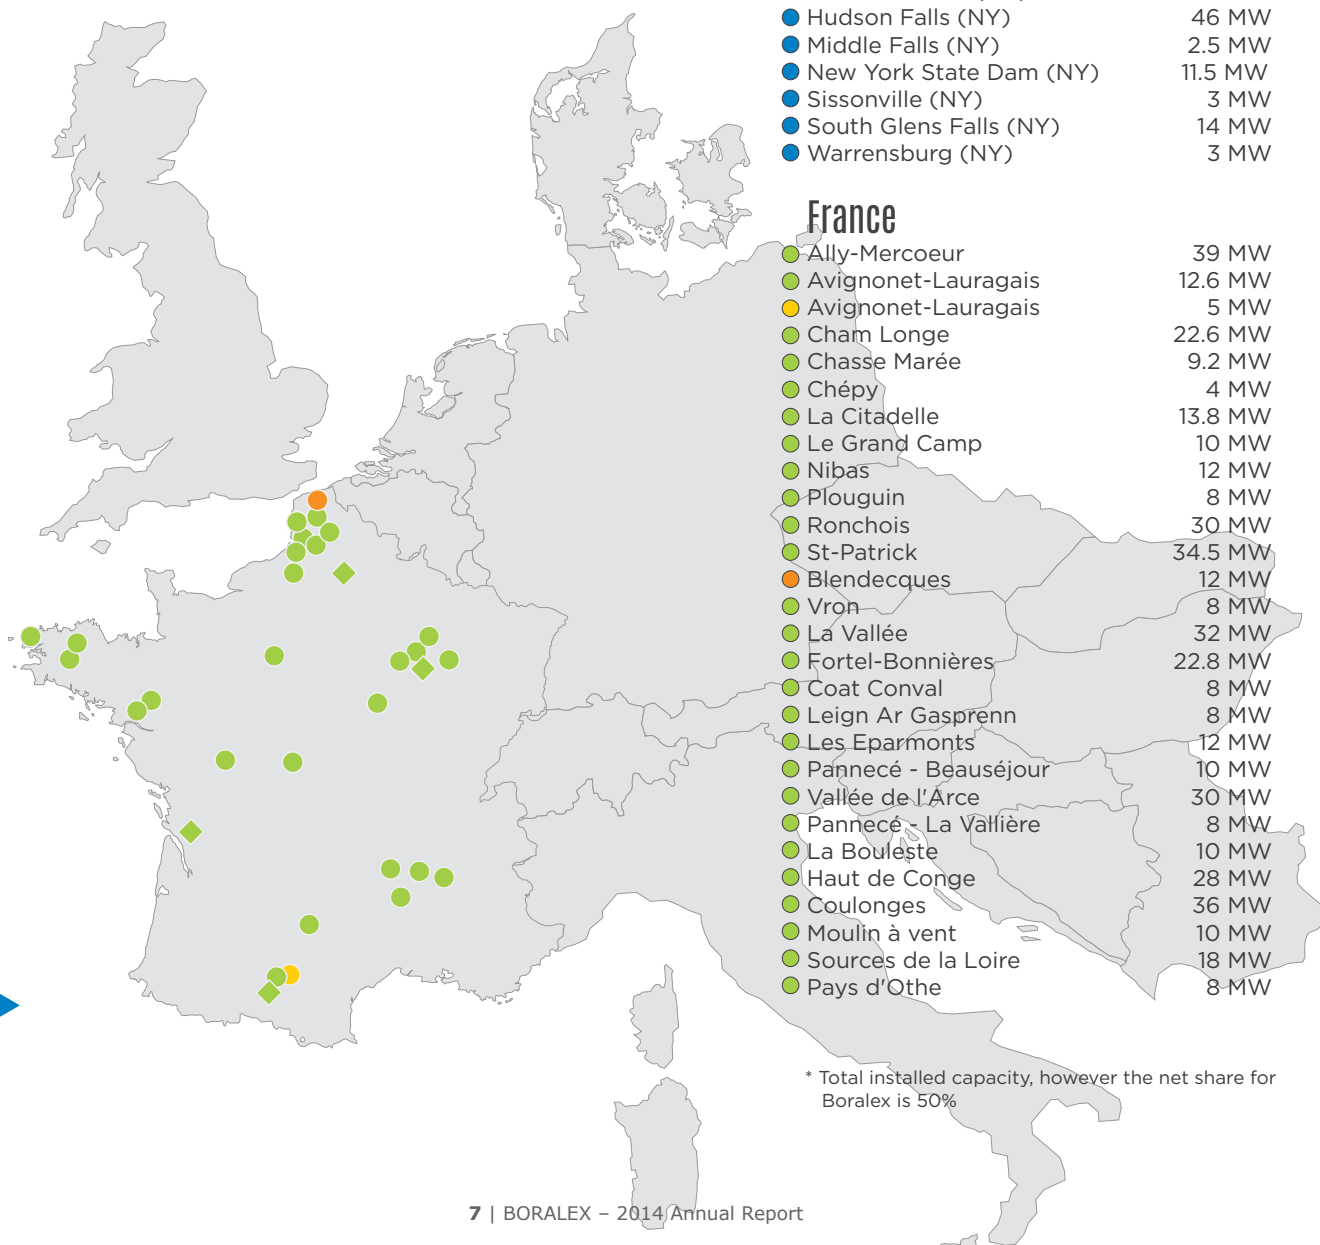 Hudson Falls (NY) 46 MW
Middle Falls (NY) 2.5 MW
New York State Dam (NY) 11.5 MW
Sissonville (NY) 3 MW
South Glens Falls (NY) 14 MW
Warrensburg (NY) 3 MW
France
Ally-Mercoeur 39 MW
Avignonet-Lauragais 12.6 MW
Avignonet-Lauragais 5 MW
Cham Longe 22.6 MW
Chasse Marée 9.2 MW
Chépy 4 MW
La Citadelle 13.8 MW
Le Grand Camp 10 MW
Nibas 12 MW
Plouguin 8 MW
Ronchois 30 MW
St-Patrick 34.5 MW
Blendecques 12 MW
Vron 8 MW
La Vallée 32 MW
Fortel-Bonnières 22.8 MW
Coat Conval 8 MW
Leign Ar Gasprenn 8 MW
Les Eparmonts 12 MW
Pannecé - Beauséjour 10 MW
Vallée de l'Arce 30 MW
Pannecé - La Vallière 8 MW
La Bouleste 10 MW
Haut de Conge 28 MW
Coulonges 36 MW
Moulin à vent 10 MW
Sources de la Loire 18 MW
Pays d'Othe 8 MW
* Total installed capacity, however the net share for
Boralex is 50%
7 | BORALEX – 2014 Annual Report